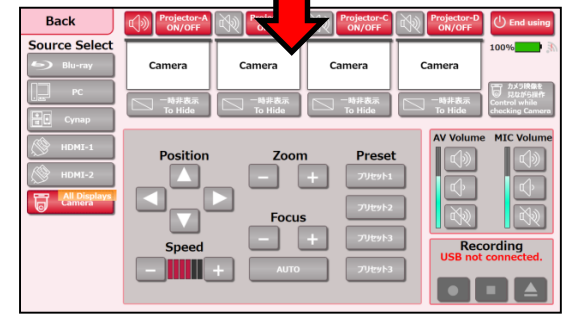 Back
Projector-A
ON/OFF
Projector-C
ON/OFF
Projector-D
ON/OFF
End using
Source Select
100%
Blu-ray
PC
Cynap
HDMI-1
HDMI-2
All Displays
Camera
Camera
Camera
Camera
Camera
一時非表示
To Hide
一時非表示
To Hide
一時非表示
To Hide
一時非表示
To Hide
カメラ映像を
見ながら操作
Control while
checking Camera
Position
Zoom
Preset
プリセット1
プリセット2
Focus
プリセット3
Speed
AUTO
プリセット3
AV Volume
MIC Volume
Recording
USB not connected.